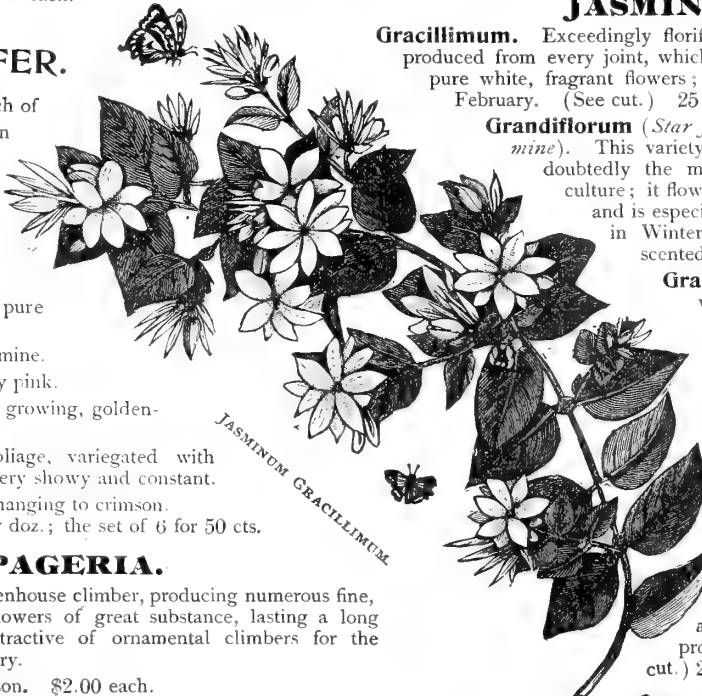 FER.
ch of
n
pure
mine.
y pink.
growing, golden-
oliage, variegated with
ery showy and constant.
hanging to crimson.
doz.; the set of 6 for 50 cts.
PAGERIA.
enhouse climber, producing numerous fine,
lowers of great substance, lasting a long
tractive of ornamental climbers for the
ry.
son. $2.00 each.
JASMINUM GRACILLIMUM.
JASMIN
Gracillimum. Exceedingly florif
produced from every joint, which
pure white, fragrant flowers;
February. (See cut.) 25
Grandiflorum (Star
mine). This variety
doubtedly the m
culture; it flow
and is especi
in Winter
scented
Gra
pro
cut.) 2